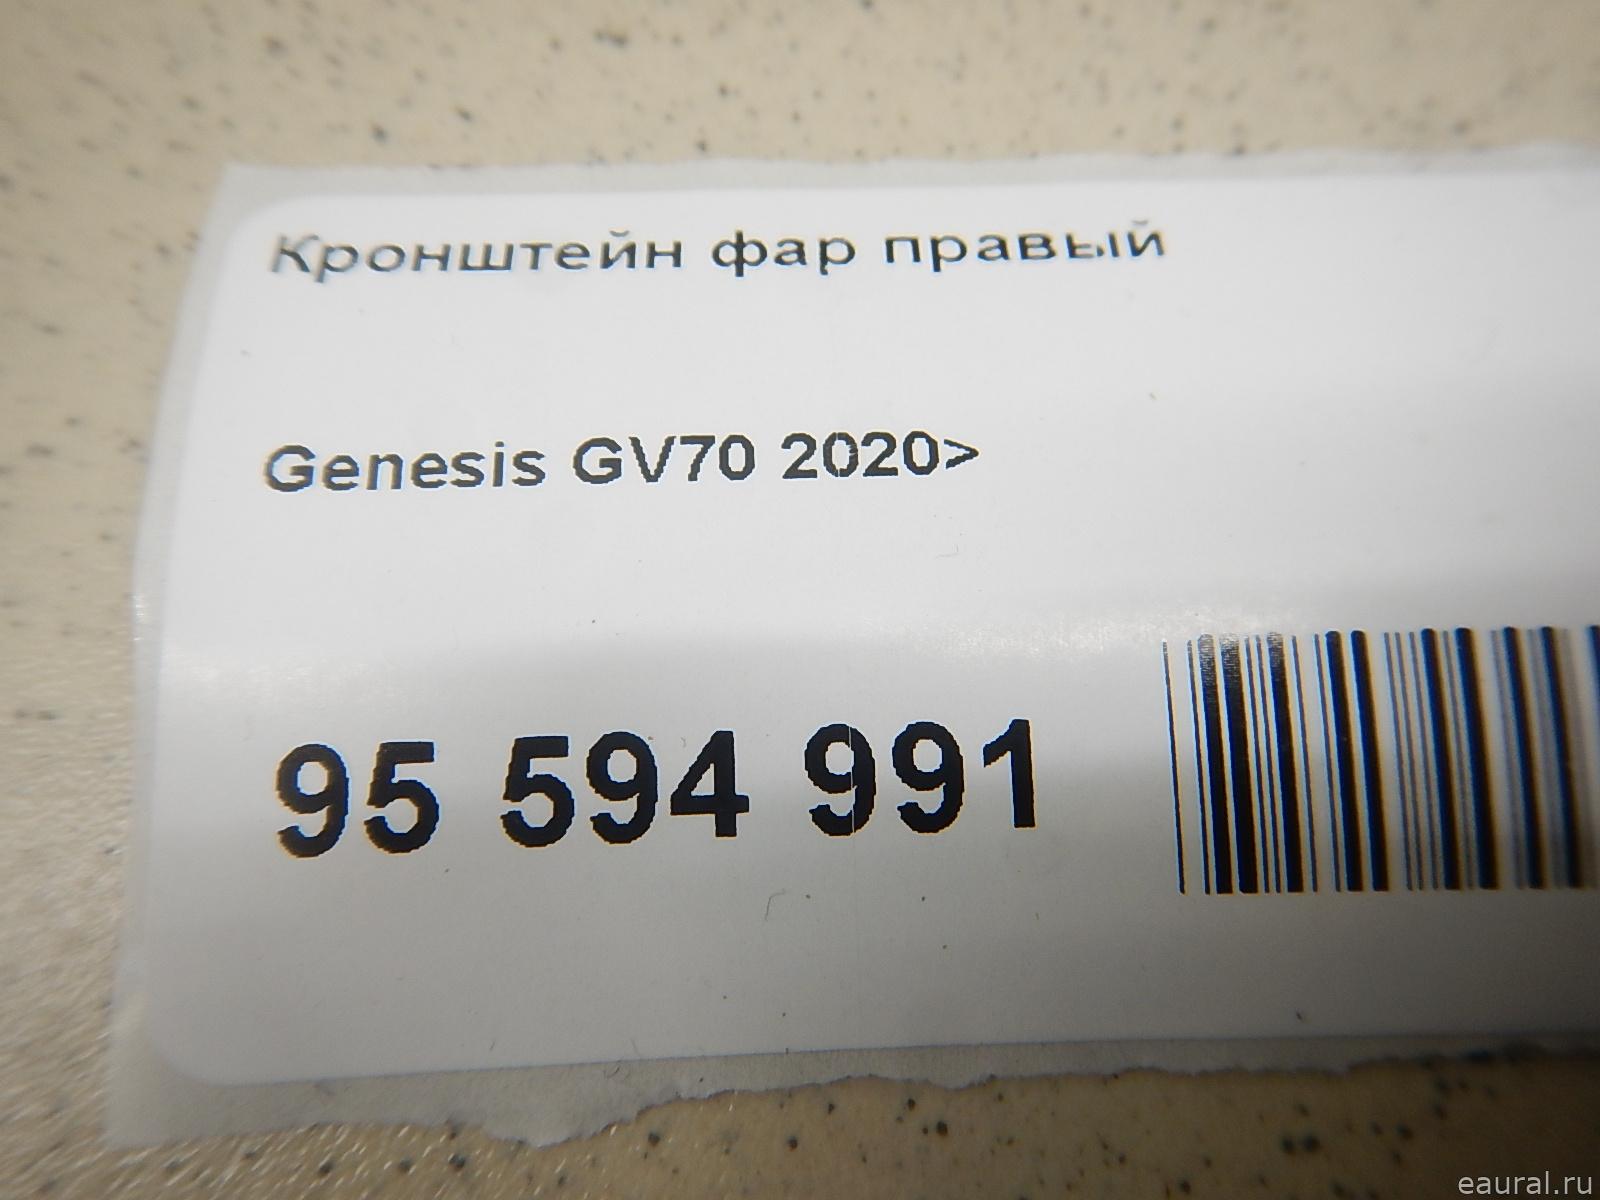 Кронштейн фар правый
Genesis GV70 2020>
95 594 991
eaural.ru